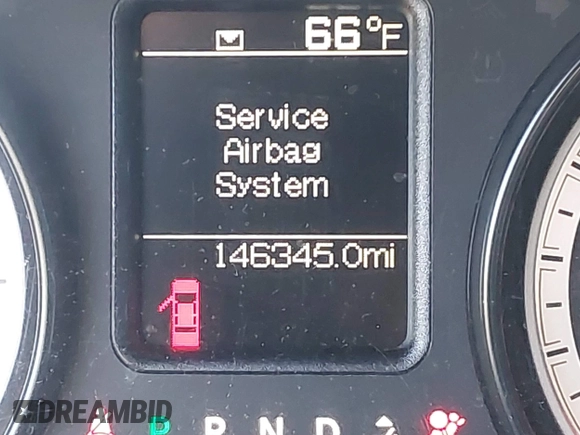 66°F
Service
Airbag
System
146345.0mi
P R N D
DREAMBID